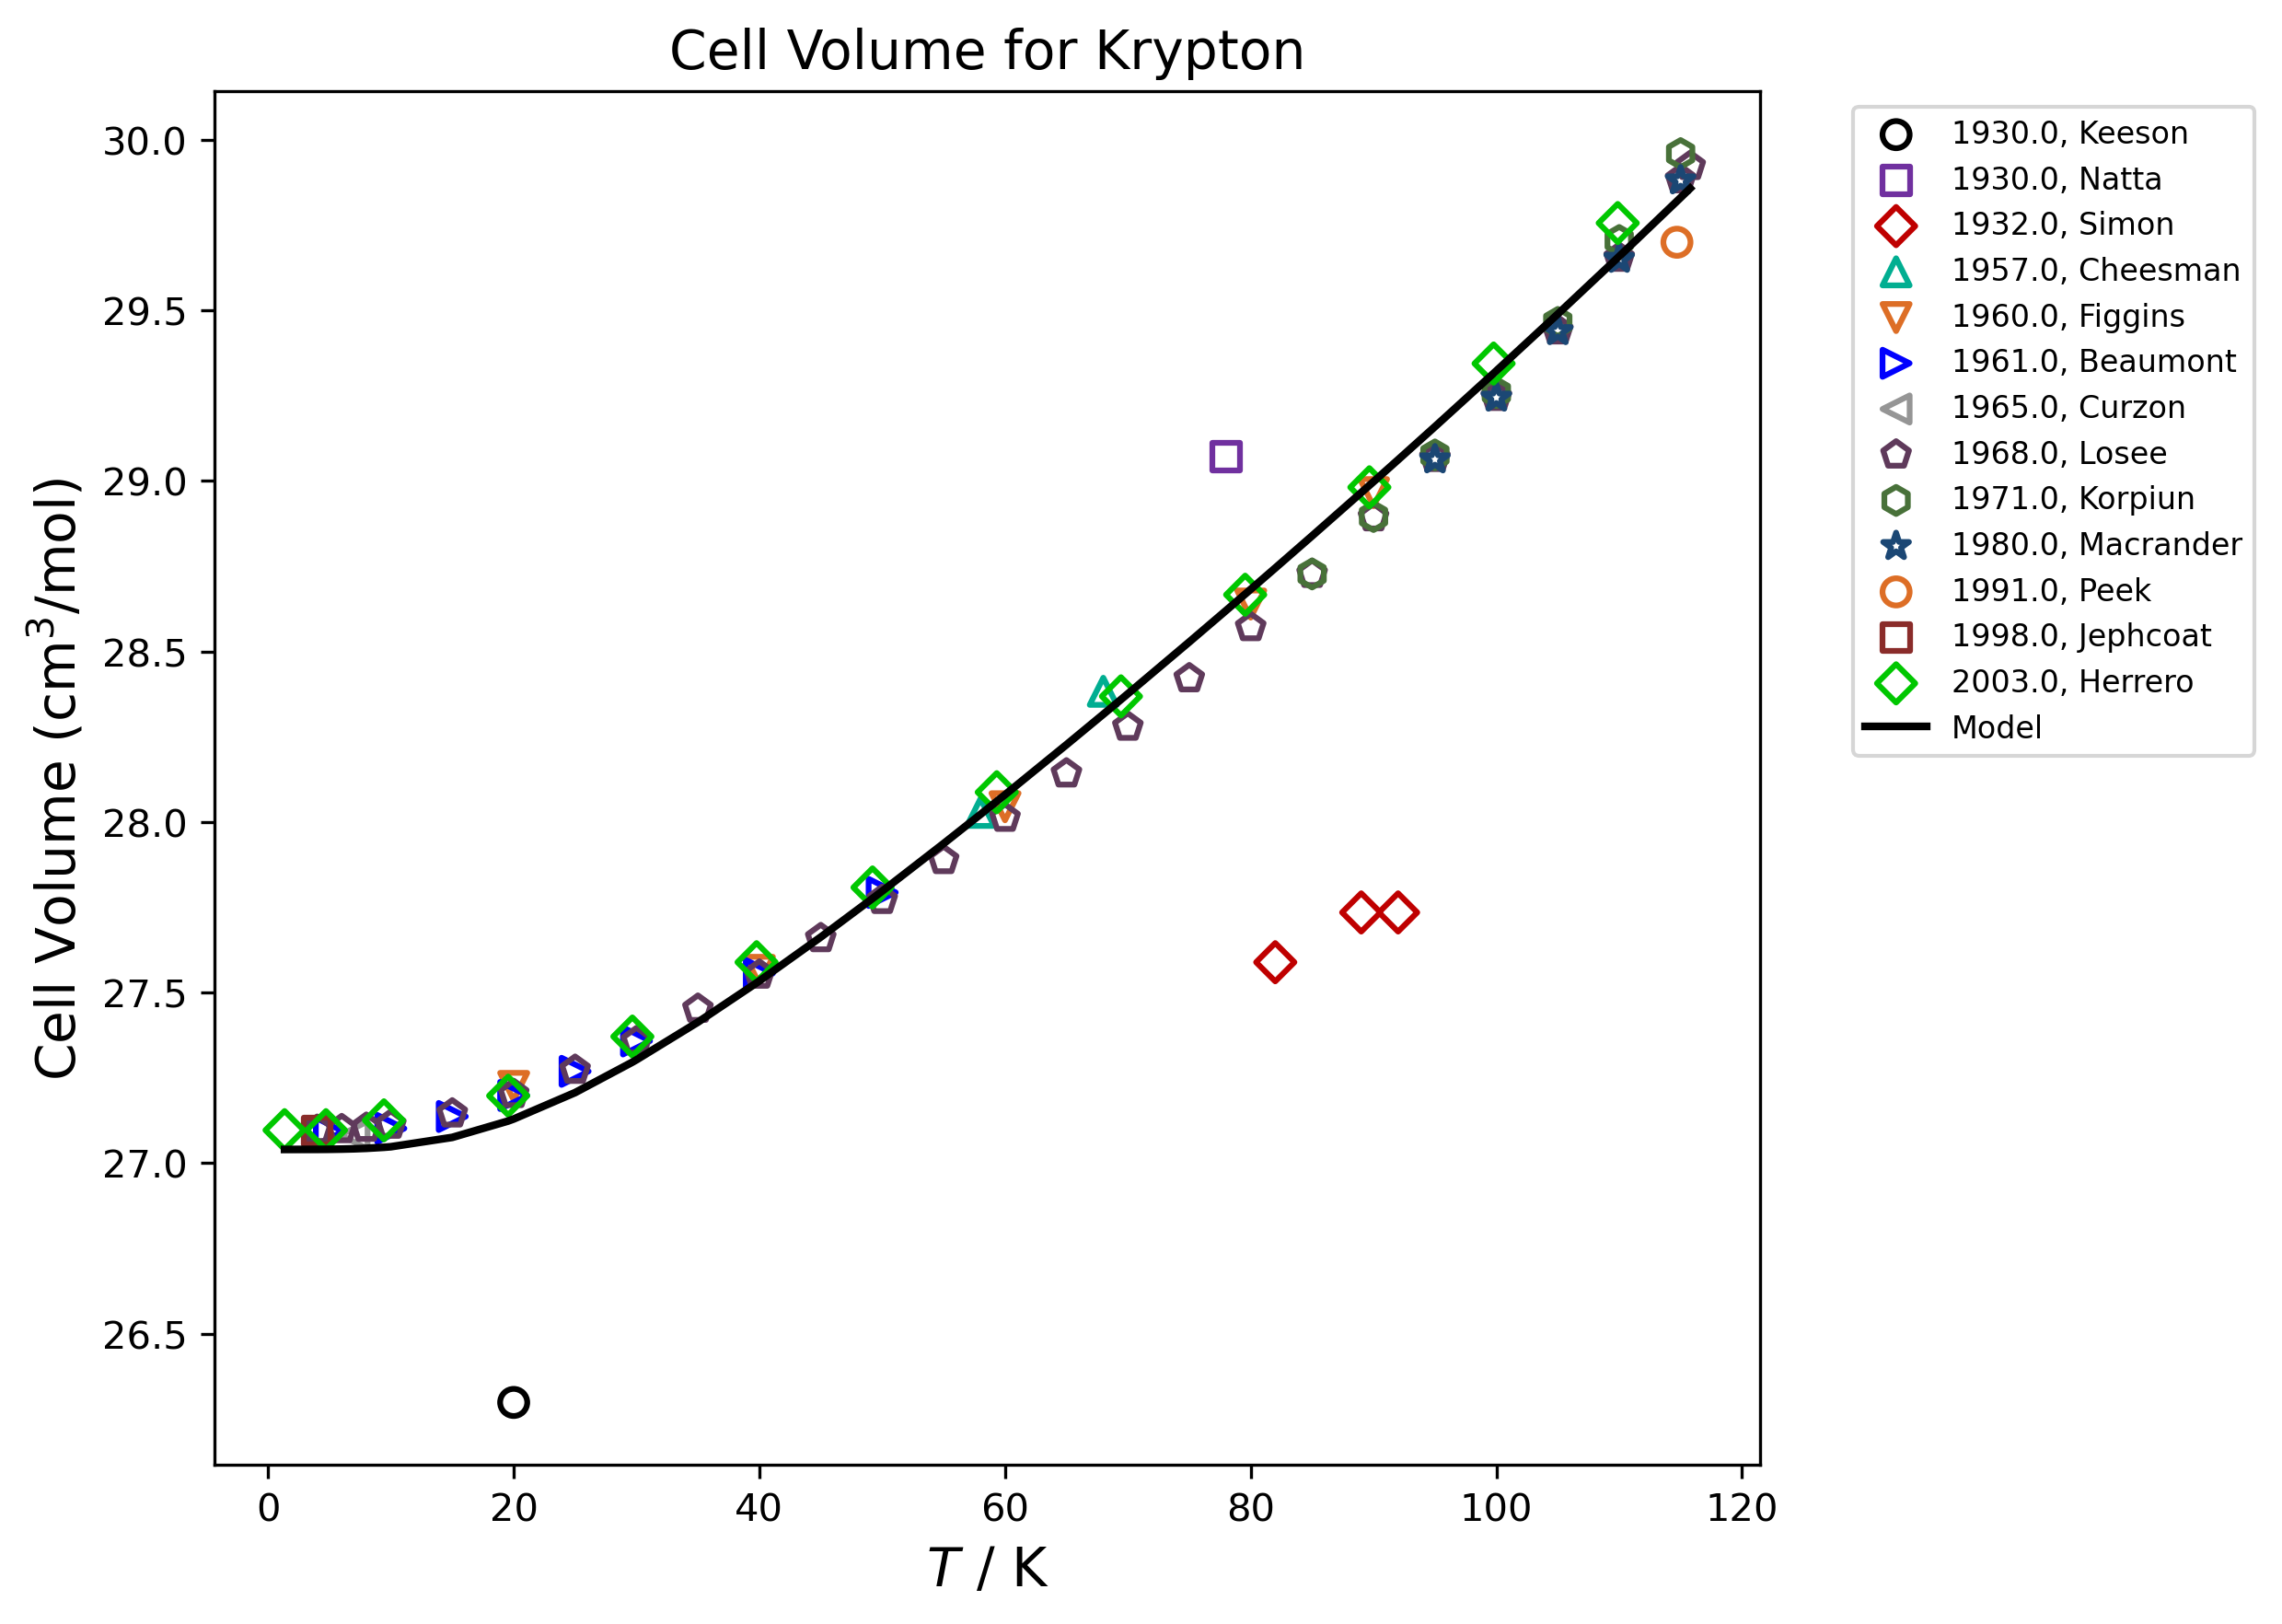 Cell Volume for Krypton
Cell Volume (cm³/mol)
30.0
29.5
29.0
28.5
28.0
27.5
27.0
26.5
0 20 40 60 80 100 120
T / K
1930.0, Keeson
1930.0, Natta
1932.0, Simon
1957.0, Cheesman
1960.0, Figgins
1961.0, Beaumont
1965.0, Curzon
1968.0, Losee
1971.0, Korpiun
1980.0, Macrander
1991.0, Peek
1998.0, Jephcoat
2003.0, Herrero
Model